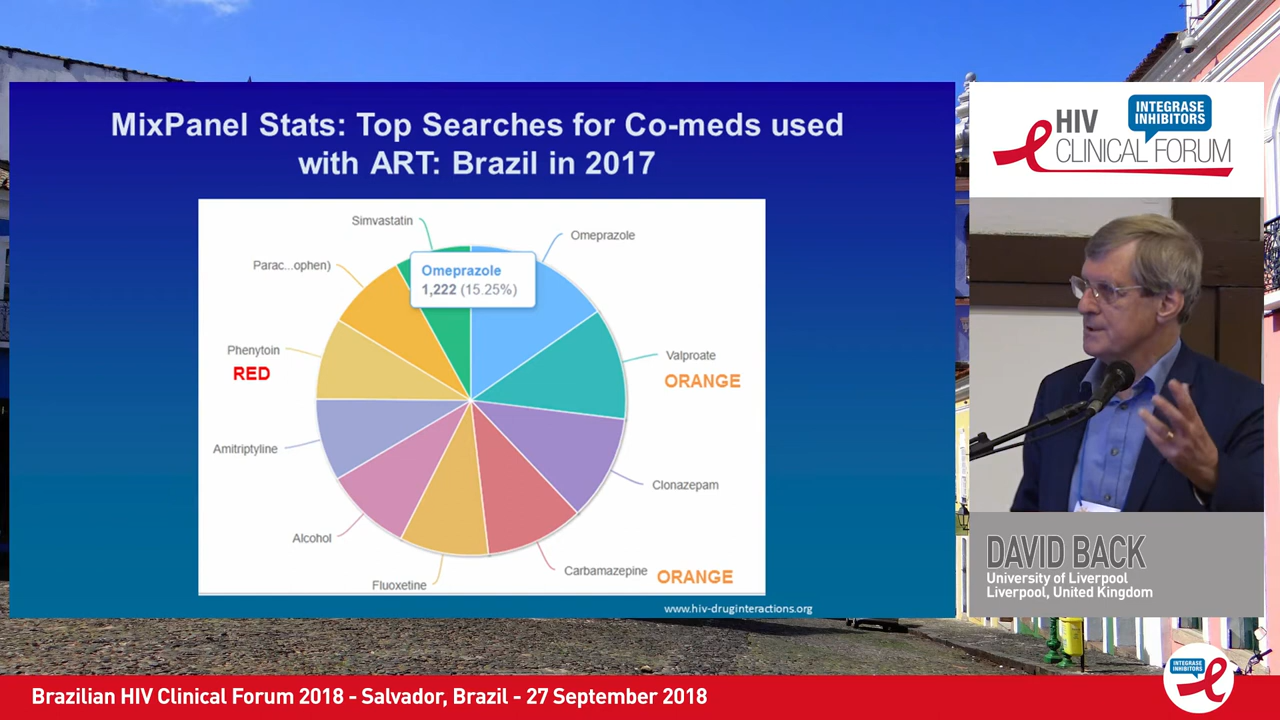 MixPanel Stats: Top Searches for Co-meds used
with ART: Brazil in 2017
Simvastatin
Omeprazole
Parac...ophen)
Omeprazole
1,222 (15.25%)
Phenytoin
RED
Valproate
ORANGE
Amitriptyline
Clonazepam
Alcohol
Carbamazepine ORANGE
Fluoxetine
www.hiv-druginteractions.org
HIV
INTEGRASE
INHIBITORS
CLINICAL FORUM
DAVID BACK
University of Liverpool
Liverpool, United Kingdom
Brazilian HIV Clinical Forum 2018 - Salvador, Brazil - 27 September 2018
INTEGRASE
INHIBITORS